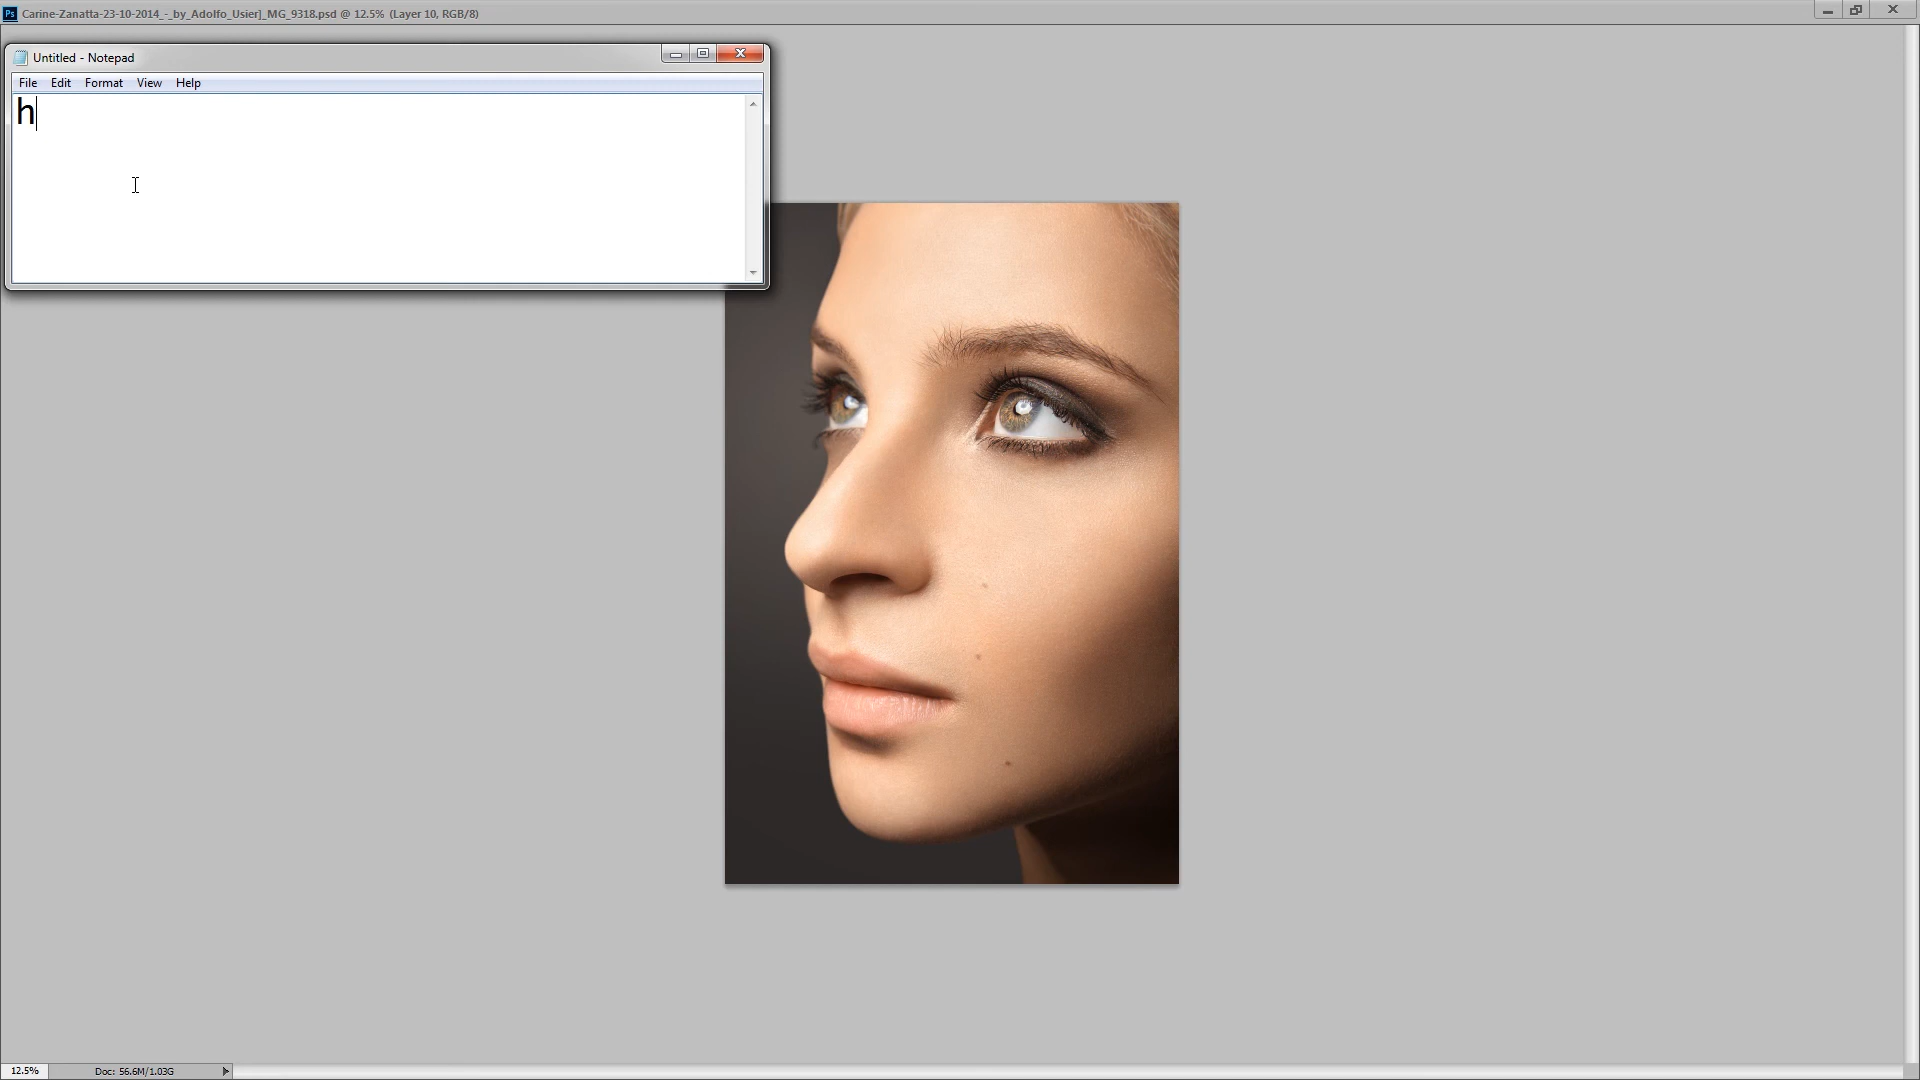 Ps Carine-Zanatta-23-10-2014_-_by_Adolfo_Usier]_MG_9318.psd @ 12.5% (Layer 10, RGB/8)
Untitled - Notepad
File Edit Format View Help
h
12.5% Doc: 56.6M/1.03G